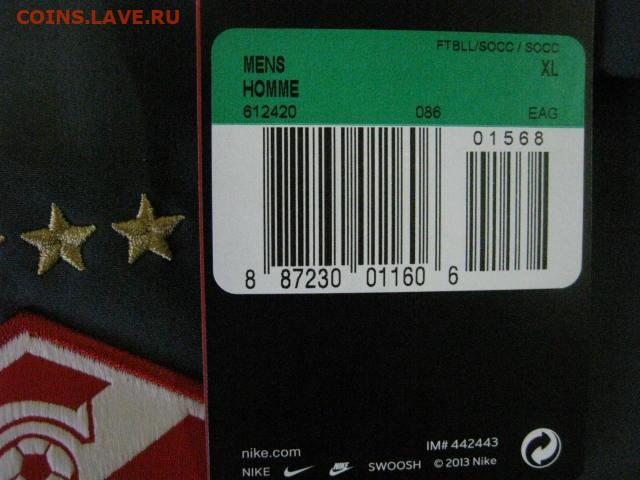 COINS.LAVE.RU
FTBLL/SOCC / SOCC
MENS XL
HOMME
612420 086 EAG
01568
8 87230 01160 6
nike.com IM# 442443
NIKE SWOOSH © 2013 Nike